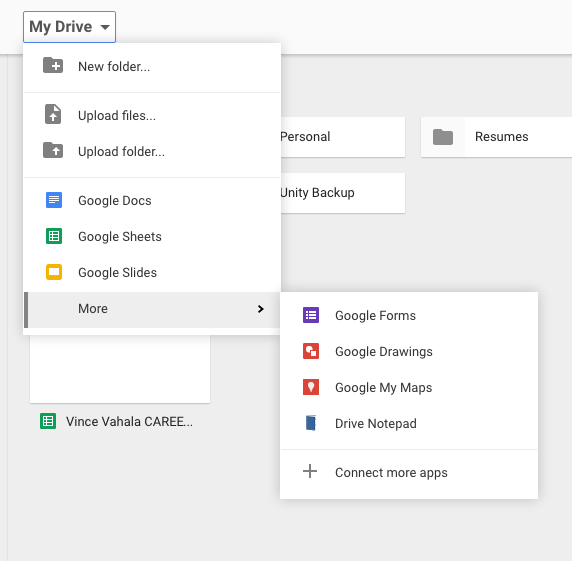 My Drive
New folder...
Upload files...
Upload folder...
Google Docs
Google Sheets
Google Slides
More
Personal
Resumes
Unity Backup
Google Forms
Google Drawings
Google My Maps
Drive Notepad
Connect more apps
Vince Vahala CAREE...